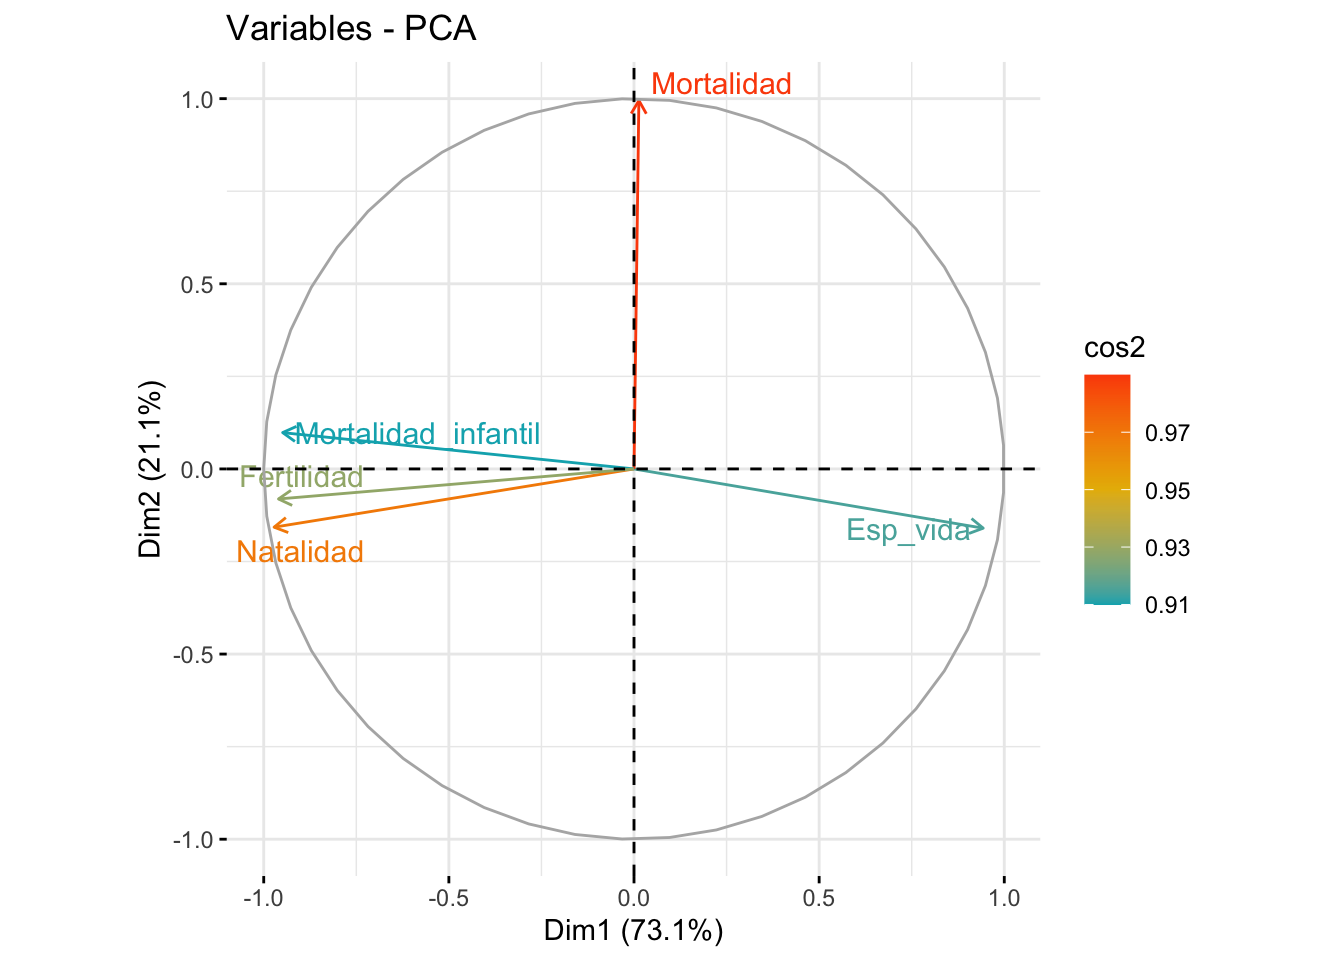 Variables - PCA
Mortalidad
1.0
0.5
Mortalidad_infantil
0.0
Fertilidad
Esp_vida
Natalidad
-0.5
-1.0
-1.0 -0.5 0.0 0.5 1.0
Dim1 (73.1%)
Dim2 (21.1%)
cos2
0.97
0.95
0.93
0.91